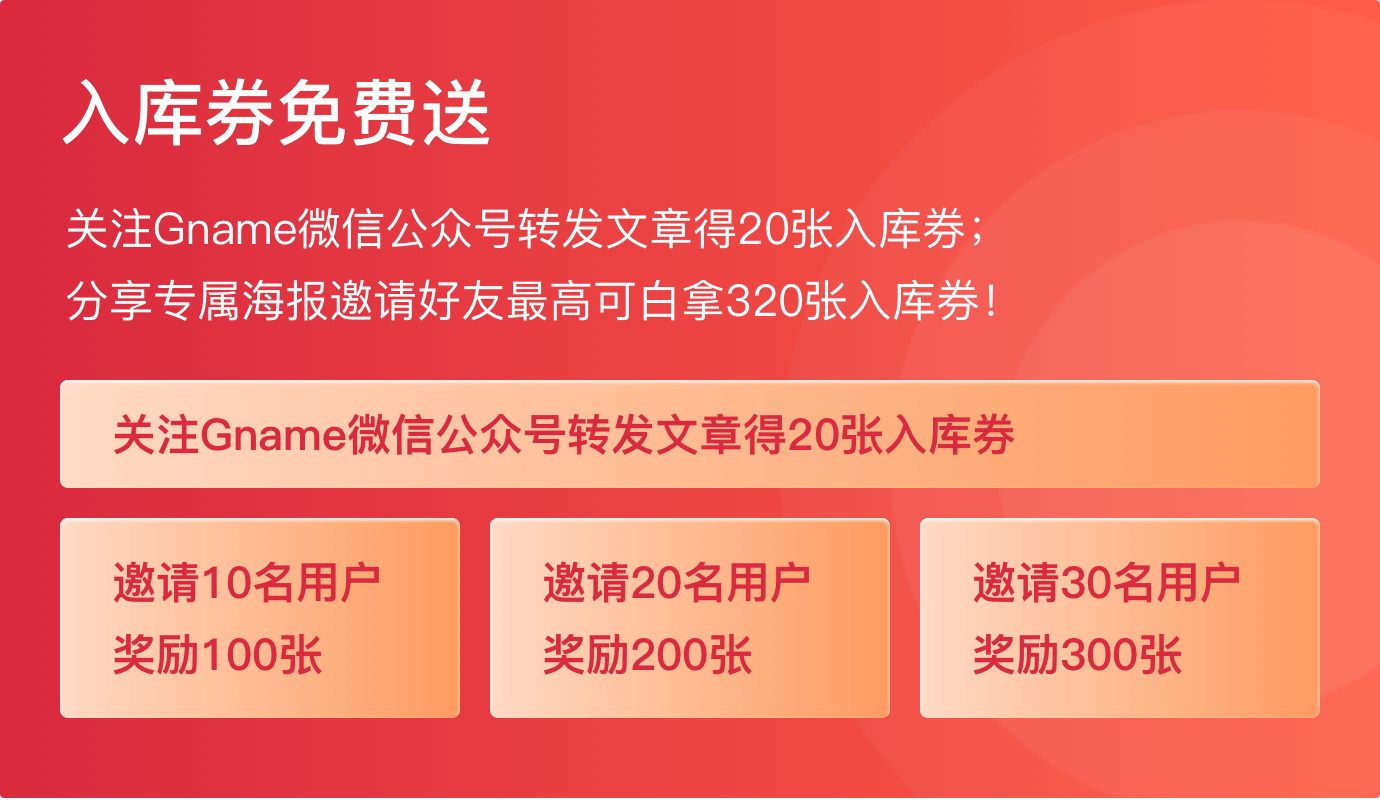 入库券免费送
关注Gname微信公众号转发文章得20张入库券；
分享专属海报邀请好友最高可白拿320张入库券！
关注Gname微信公众号转发文章得20张入库券
邀请10名用户
奖励100张
邀请20名用户
奖励200张
邀请30名用户
奖励300张